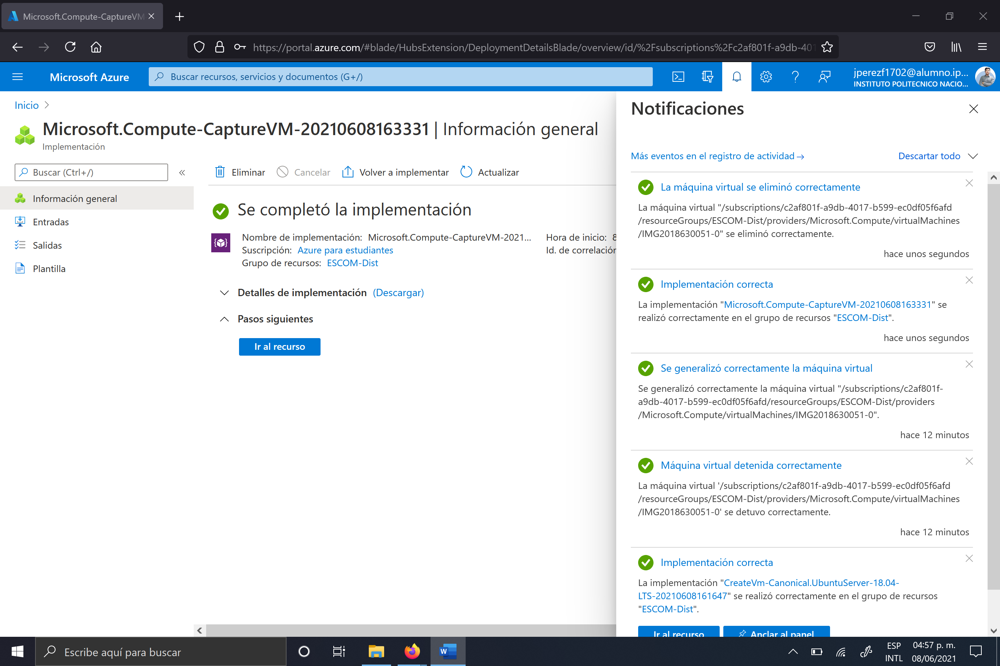 Microsoft.Compute-CaptureVM
https://portal.azure.com/#blade/HubsExtension/DeploymentDetailsBlade/overview/id/%2Fsubscriptions%2Fc2af801f-a9db-401
Microsoft Azure
Buscar recursos, servicios y documentos (G+/)
jperezf1702@alumno.ip...
INSTITUTO POLITECNICO NACIO...
Inicio
Microsoft.Compute-CaptureVM-20210608163331 | Información general
Implementación
Buscar (Ctrl+/)
«
Información general
Entradas
Salidas
Plantilla
Eliminar
Cancelar
Volver a implementar
Actualizar
Se completó la implementación
Nombre de implementación: Microsoft.Compute-CaptureVM-2021...
Suscripción: Azure para estudiantes
Grupo de recursos: ESCOM-Dist
Hora de inicio: 8
Id. de correlación
Detalles de implementación (Descargar)
Pasos siguientes
Ir al recurso
Notificaciones
Más eventos en el registro de actividad →
Descartar todo
La máquina virtual se eliminó correctamente
La máquina virtual "/subscriptions/c2af801f-a9db-4017-b599-ec0df05f6afd
/resourceGroups/ESCOM-Dist/providers/Microsoft.Compute/virtualMachines
/IMG2018630051-0" se eliminó correctamente.
hace unos segundos
Implementación correcta
La implementación "Microsoft.Compute-CaptureVM-20210608163331" se
realizó correctamente en el grupo de recursos "ESCOM-Dist".
hace unos segundos
Se generalizó correctamente la máquina virtual
Se generalizó correctamente la máquina virtual "/subscriptions/c2af801f-
a9db-4017-b599-ec0df05f6afd/resourceGroups/ESCOM-Dist/providers
/Microsoft.Compute/virtualMachines/IMG2018630051-0".
hace 12 minutos
Máquina virtual detenida correctamente
La máquina virtual '/subscriptions/c2af801f-a9db-4017-b599-ec0df05f6afd
/resourceGroups/ESCOM-Dist/providers/Microsoft.Compute/virtualMachines
/IMG2018630051-0' se detuvo correctamente.
hace 12 minutos
Implementación correcta
La implementación "CreateVm-Canonical.UbuntuServer-18.04-
LTS-20210608161647" se realizó correctamente en el grupo de recursos
"ESCOM-Dist".
Ir al recurso
Anclar al panel
Escribe aquí para buscar
W
ESP
INTL
04:57 p. m.
08/06/2021